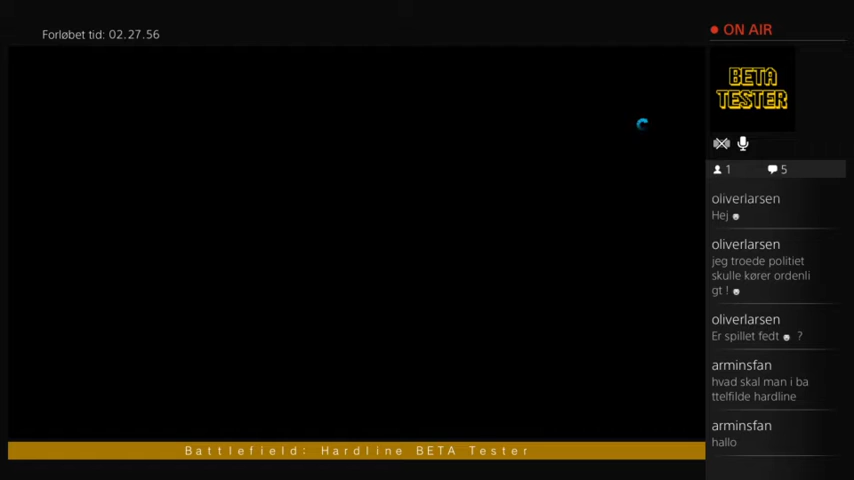 Forløbet tid: 02.27.56
ON AIR
BETA
TESTER
1 5
oliverlarsen
Hej
oliverlarsen
jeg troede politiet
skulle kører ordenli
gt !
oliverlarsen
Er spillet fedt ?
arminsfan
hvad skal man i ba
ttelfilde hardline
arminsfan
hallo
Battlefield: Hardline BETA Tester